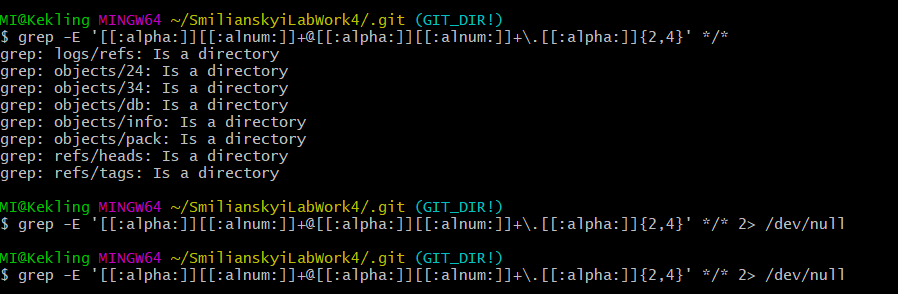 MI@Kekling MINGW64 ~/SmilianskyiLabWork4/.git (GIT_DIR!)
$ grep -E '[[:alpha:]][[:alnum:]]+@[[:alpha:]][[:alnum:]]+\.[[:alpha:]]{2,4}' */*
grep: logs/refs: Is a directory
grep: objects/24: Is a directory
grep: objects/34: Is a directory
grep: objects/db: Is a directory
grep: objects/info: Is a directory
grep: objects/pack: Is a directory
grep: refs/heads: Is a directory
grep: refs/tags: Is a directory
MI@Kekling MINGW64 ~/SmilianskyiLabWork4/.git (GIT_DIR!)
$ grep -E '[[:alpha:]][[:alnum:]]+@[[:alpha:]][[:alnum:]]+\.[[:alpha:]]{2,4}' */* 2> /dev/null
MI@Kekling MINGW64 ~/SmilianskyiLabWork4/.git (GIT_DIR!)
$ grep -E '[[:alpha:]][[:alnum:]]+@[[:alpha:]][[:alnum:]]+\.[[:alpha:]]{2,4}' */* 2> /dev/null